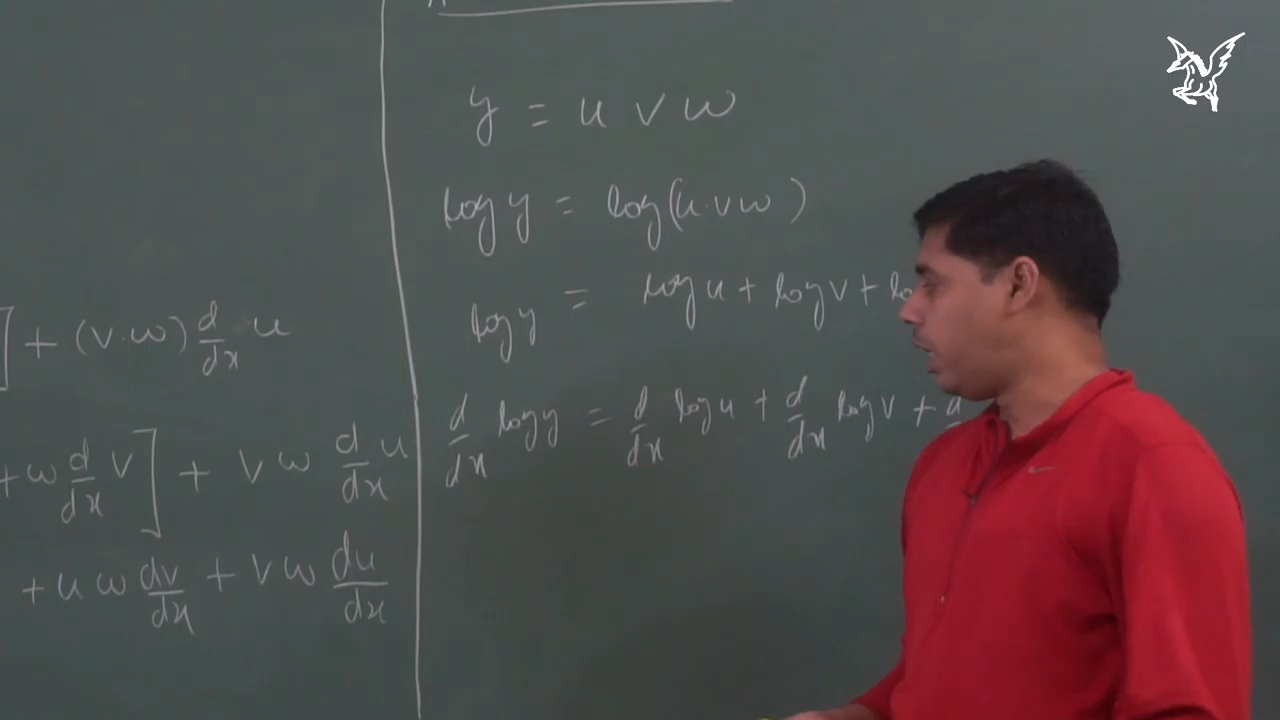 ] + (v·w) d/dx u
+ w d/dx v] + v w d/dx u
+ u w dv/dx + v w du/dx
y = u v w
log y = log(u·vw)
log y = log u + log v + lo
d/dx log y = d/dx log u + d/dx log v + d